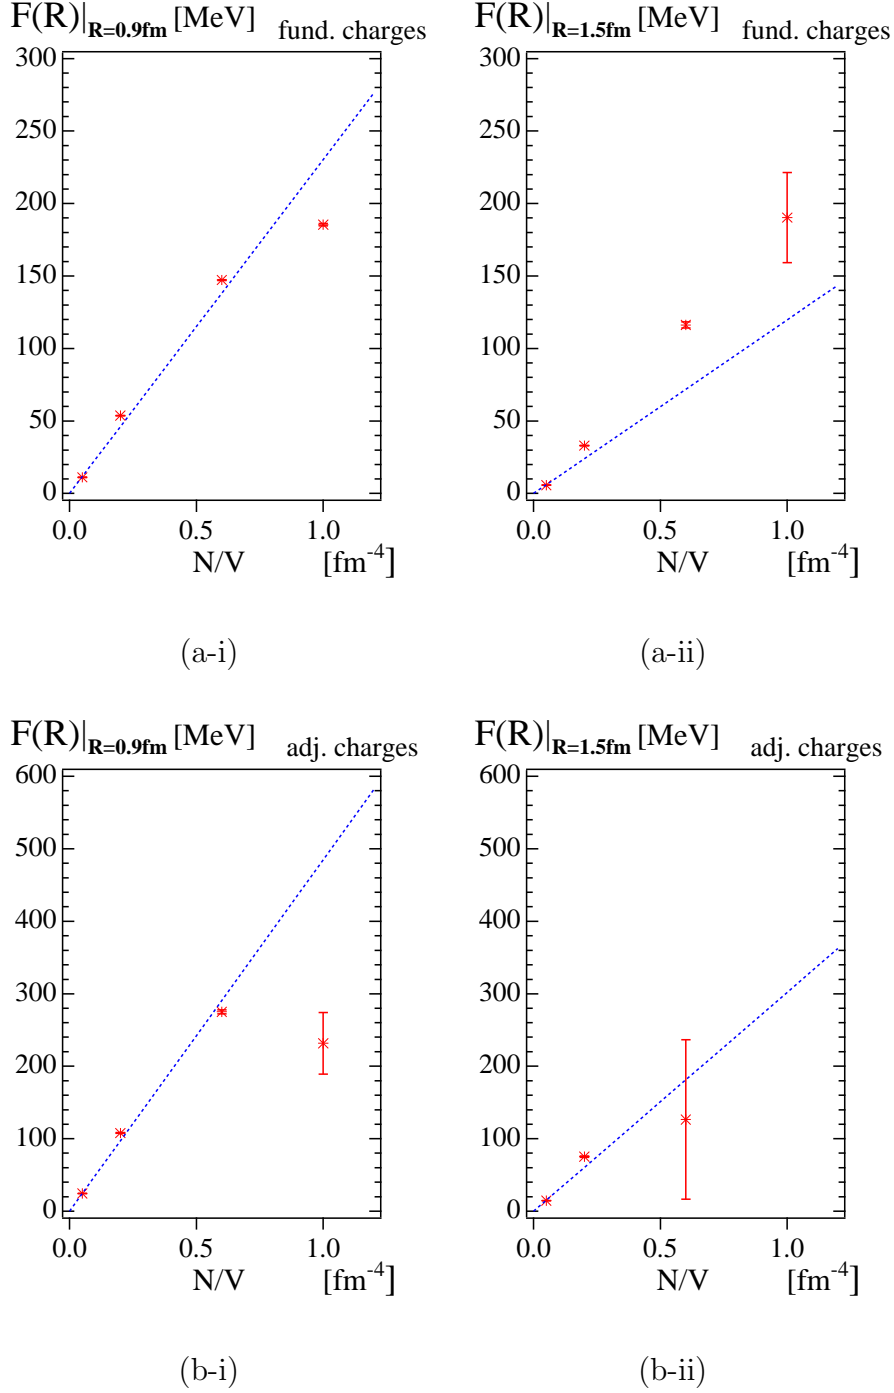 F(R)|R=0.9fm [MeV] fund. charges
300
250
200
150
100
50
0
0.0 0.5 1.0
N/V [fm-4]
(a-i)
F(R)|R=1.5fm [MeV] fund. charges
300
250
200
150
100
50
0
0.0 0.5 1.0
N/V [fm-4]
(a-ii)
F(R)|R=0.9fm [MeV] adj. charges
600
500
400
300
200
100
0
0.0 0.5 1.0
N/V [fm-4]
(b-i)
F(R)|R=1.5fm [MeV] adj. charges
600
500
400
300
200
100
0
0.0 0.5 1.0
N/V [fm-4]
(b-ii)